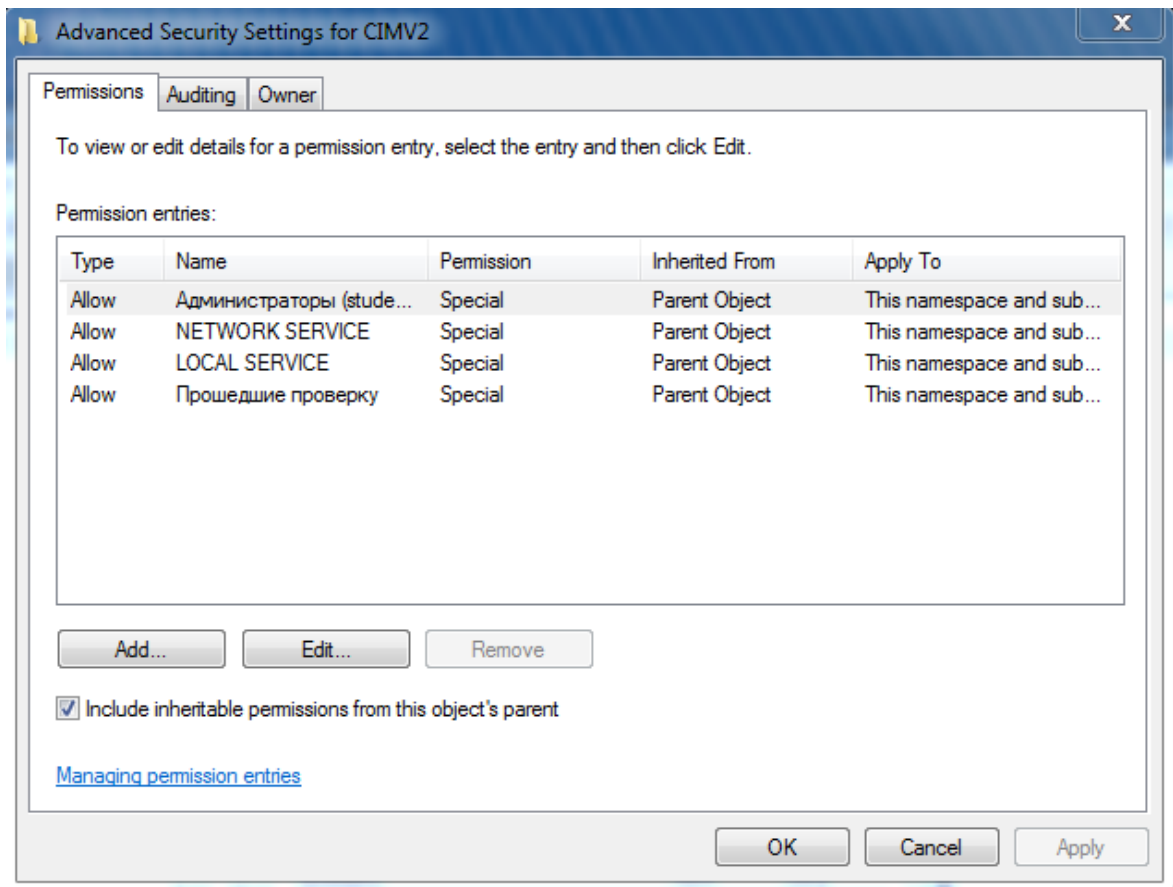 Advanced Security Settings for CIMV2
Permissions Auditing Owner
To view or edit details for a permission entry, select the entry and then click Edit.
Permission entries:
Type Name Permission Inherited From Apply To
Allow Администраторы (stude... Special Parent Object This namespace and sub...
Allow NETWORK SERVICE Special Parent Object This namespace and sub...
Allow LOCAL SERVICE Special Parent Object This namespace and sub...
Allow Прошедшие проверку Special Parent Object This namespace and sub...
Add... Edit... Remove
Include inheritable permissions from this object's parent
Managing permission entries
OK Cancel Apply